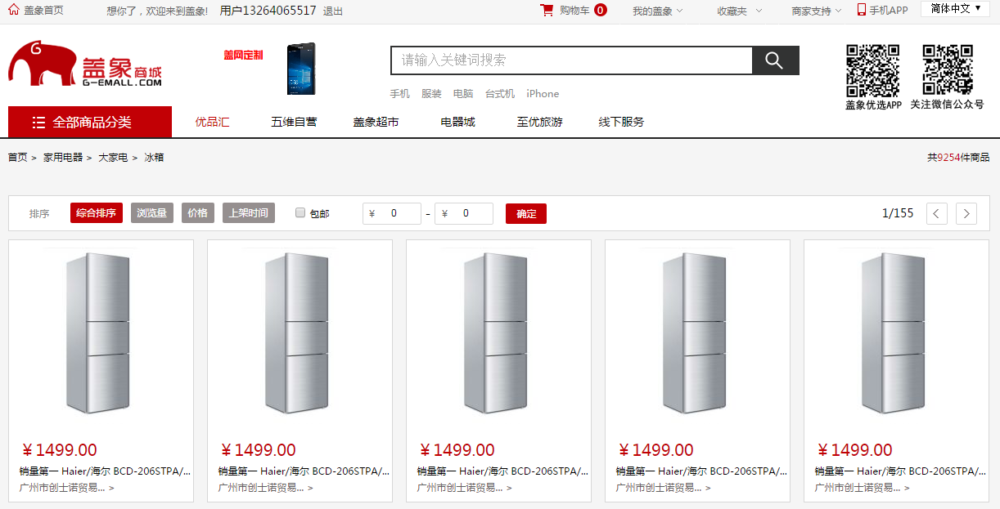 盖象首页 想你了，欢迎来到盖象! 用户13264065517 退出 购物车 0 我的盖象 收藏夹 商家支持 手机APP 简体中文 ▼
盖象商城
G-EMALL.COM
盖网定制
请输入关键词搜索
手机 服装 电脑 台式机 iPhone
盖象优选APP 关注微信公众号
全部商品分类 优品汇 五维自营 盖象超市 电器城 至优旅游 线下服务
首页 > 家用电器 > 大家电 > 冰箱 共9254件商品
排序 综合排序 浏览量 价格 上架时间 包邮 ¥ 0 - ¥ 0 确定 1/155 < >
¥ 1499.00 ¥ 1499.00 ¥ 1499.00 ¥ 1499.00 ¥ 1499.00
销量第一 Haier/海尔 BCD-206STPA/... 销量第一 Haier/海尔 BCD-206STPA/... 销量第一 Haier/海尔 BCD-206STPA/... 销量第一 Haier/海尔 BCD-206STPA/... 销量第一 Haier/海尔 BCD-206STPA/...
广州市创士诺贸易... > 广州市创士诺贸易... > 广州市创士诺贸易... > 广州市创士诺贸易... > 广州市创士诺贸易... >